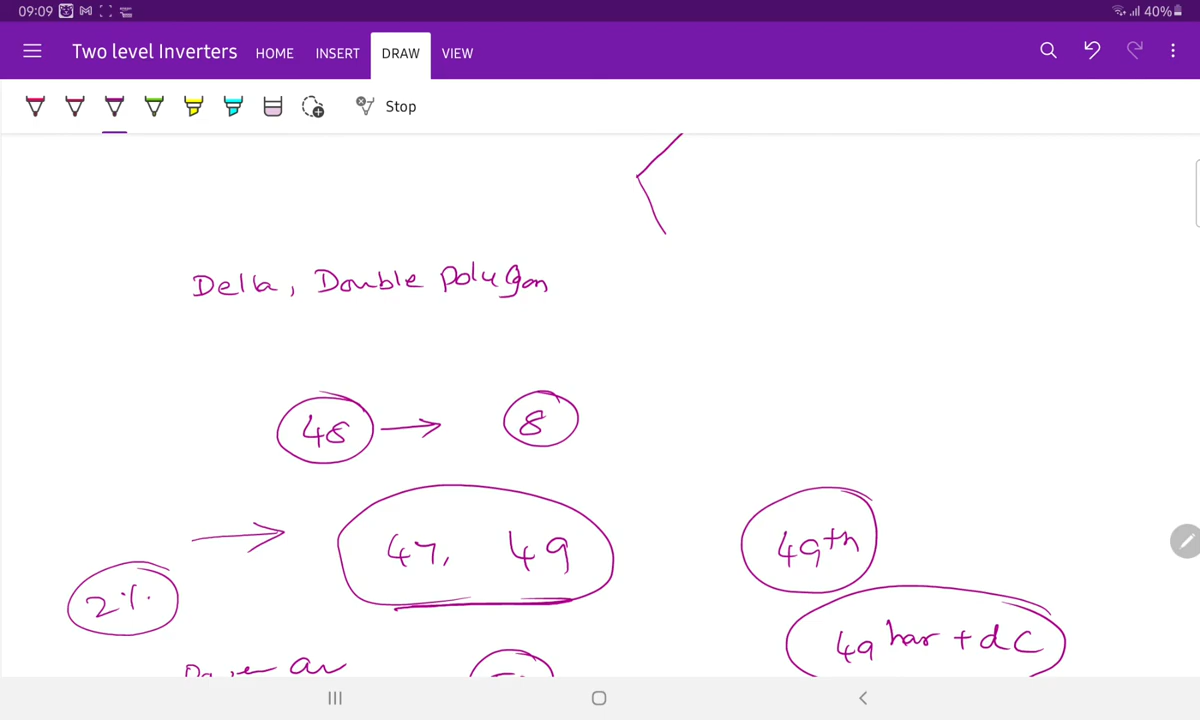 09:09 40%
Two level Inverters HOME INSERT DRAW VIEW
Stop
Delta, Double Polygon
48 → 8
→ 47, 49 49th
2%.
49 har + dc